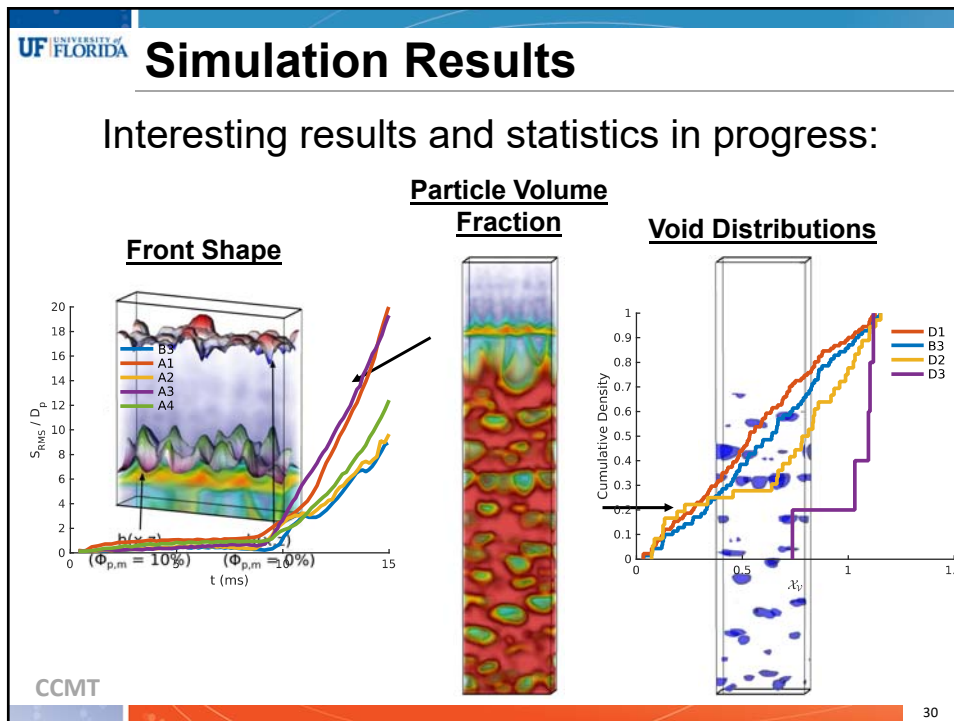 UF UNIVERSITY of
FLORIDA
Simulation Results
Interesting results and statistics in progress:
Particle Volume
Fraction
Front Shape
Void Distributions
20
18
16
14
12
10
8
6
4
2
0
S_RMS / D_p
B3
A1
A2
A3
A4
0
10
15
(Φp,m = 10%)
(Φp,m = 0%)
t (ms)
1
0.9
0.8
0.7
0.6
0.5
0.4
0.3
0.2
0.1
0
Cumulative Density
D1
B3
D2
D3
0
0.5
1
1.5
𝒳_v
CCMT
30